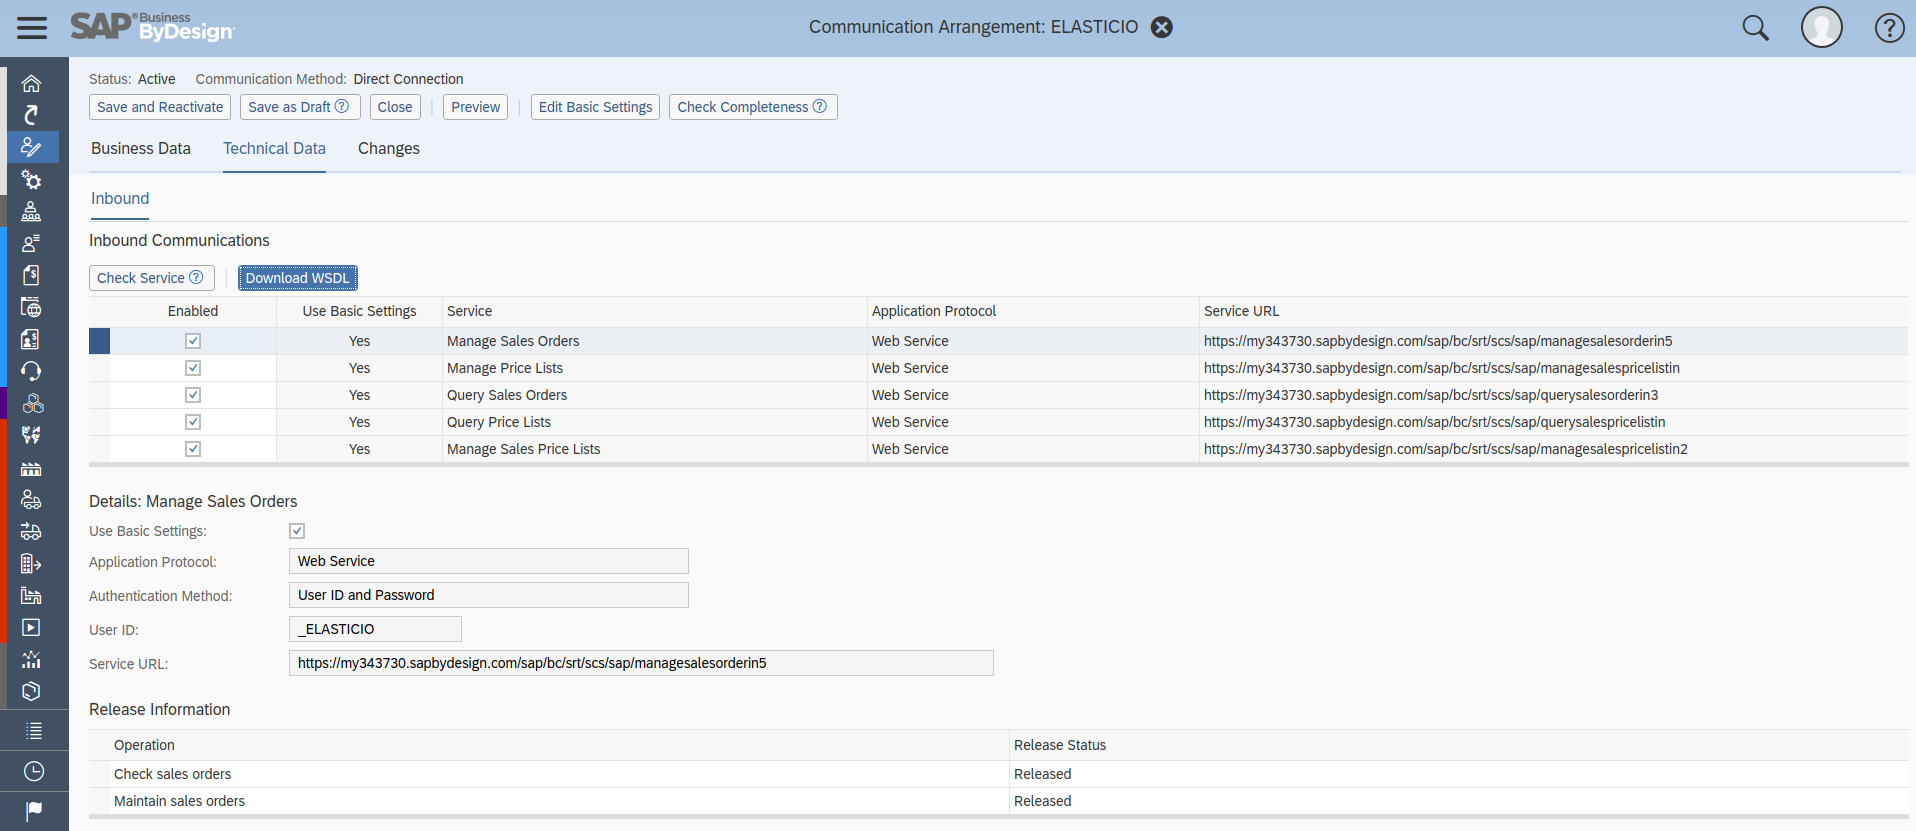 SAP Business ByDesign
Communication Arrangement: ELASTICIO
Status: Active Communication Method: Direct Connection
Save and Reactivate Save as Draft ? Close Preview Edit Basic Settings Check Completeness ?
Business Data Technical Data Changes
Inbound
Inbound Communications
Check Service ? Download WSDL
Enabled Use Basic Settings Service Application Protocol Service URL
Yes Manage Sales Orders Web Service https://my343730.sapbydesign.com/sap/bc/srt/scs/sap/managesalesorderin5
Yes Manage Price Lists Web Service https://my343730.sapbydesign.com/sap/bc/srt/scs/sap/managesalespricelistin
Yes Query Sales Orders Web Service https://my343730.sapbydesign.com/sap/bc/srt/scs/sap/querysalesorderin3
Yes Query Price Lists Web Service https://my343730.sapbydesign.com/sap/bc/srt/scs/sap/querysalespricelistin
Yes Manage Sales Price Lists Web Service https://my343730.sapbydesign.com/sap/bc/srt/scs/sap/managesalespricelistin2
Details: Manage Sales Orders
Use Basic Settings:
Application Protocol: Web Service
Authentication Method: User ID and Password
User ID: _ELASTICIO
Service URL: https://my343730.sapbydesign.com/sap/bc/srt/scs/sap/managesalesorderin5
Release Information
Operation Release Status
Check sales orders Released
Maintain sales orders Released